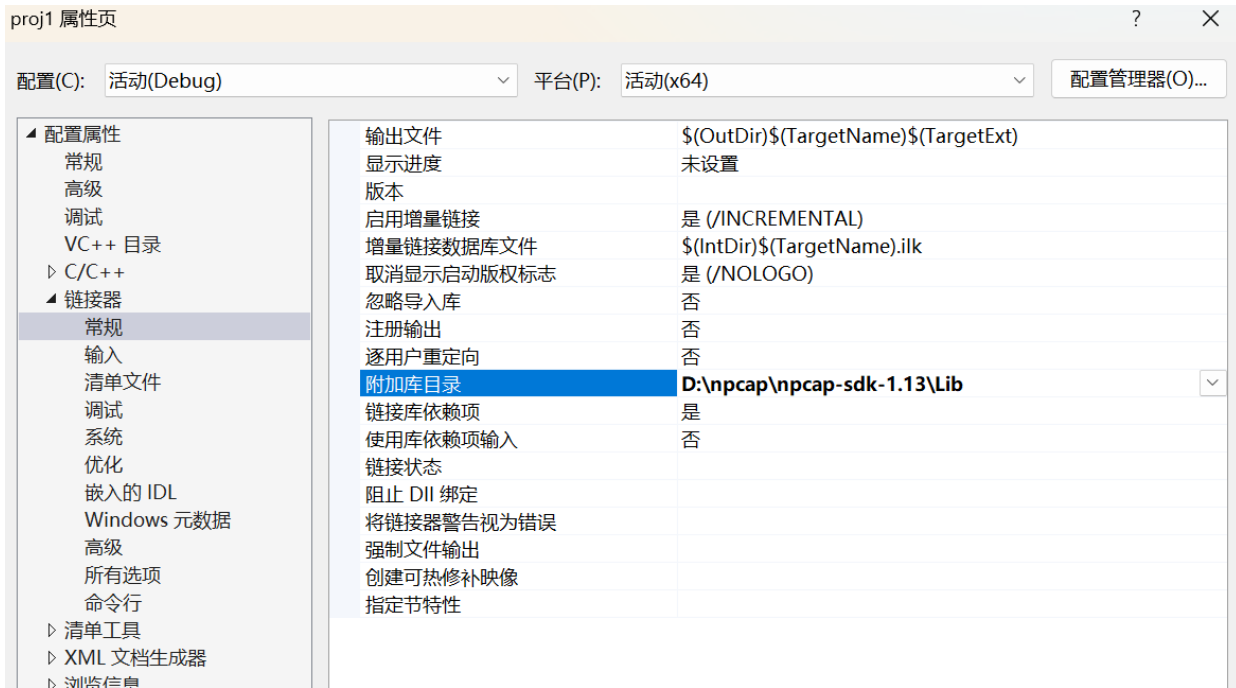 proj1 属性页
配置(C): 活动(Debug) 平台(P): 活动(x64) 配置管理器(O)...
配置属性
常规
高级
调试
VC++ 目录
C/C++
链接器
常规
输入
清单文件
调试
系统
优化
嵌入的 IDL
Windows 元数据
高级
所有选项
命令行
清单工具
XML 文档生成器
浏览信息
输出文件 $(OutDir)$(TargetName)$(TargetExt)
显示进度 未设置
版本
启用增量链接 是 (/INCREMENTAL)
增量链接数据库文件 $(IntDir)$(TargetName).ilk
取消显示启动版权标志 是 (/NOLOGO)
忽略导入库 否
注册输出 否
逐用户重定向 否
附加库目录 D:\npcap\npcap-sdk-1.13\Lib
链接库依赖项 是
使用库依赖项输入 否
链接状态
阻止 Dll 绑定
将链接器警告视为错误
强制文件输出
创建可热修补映像
指定节特性